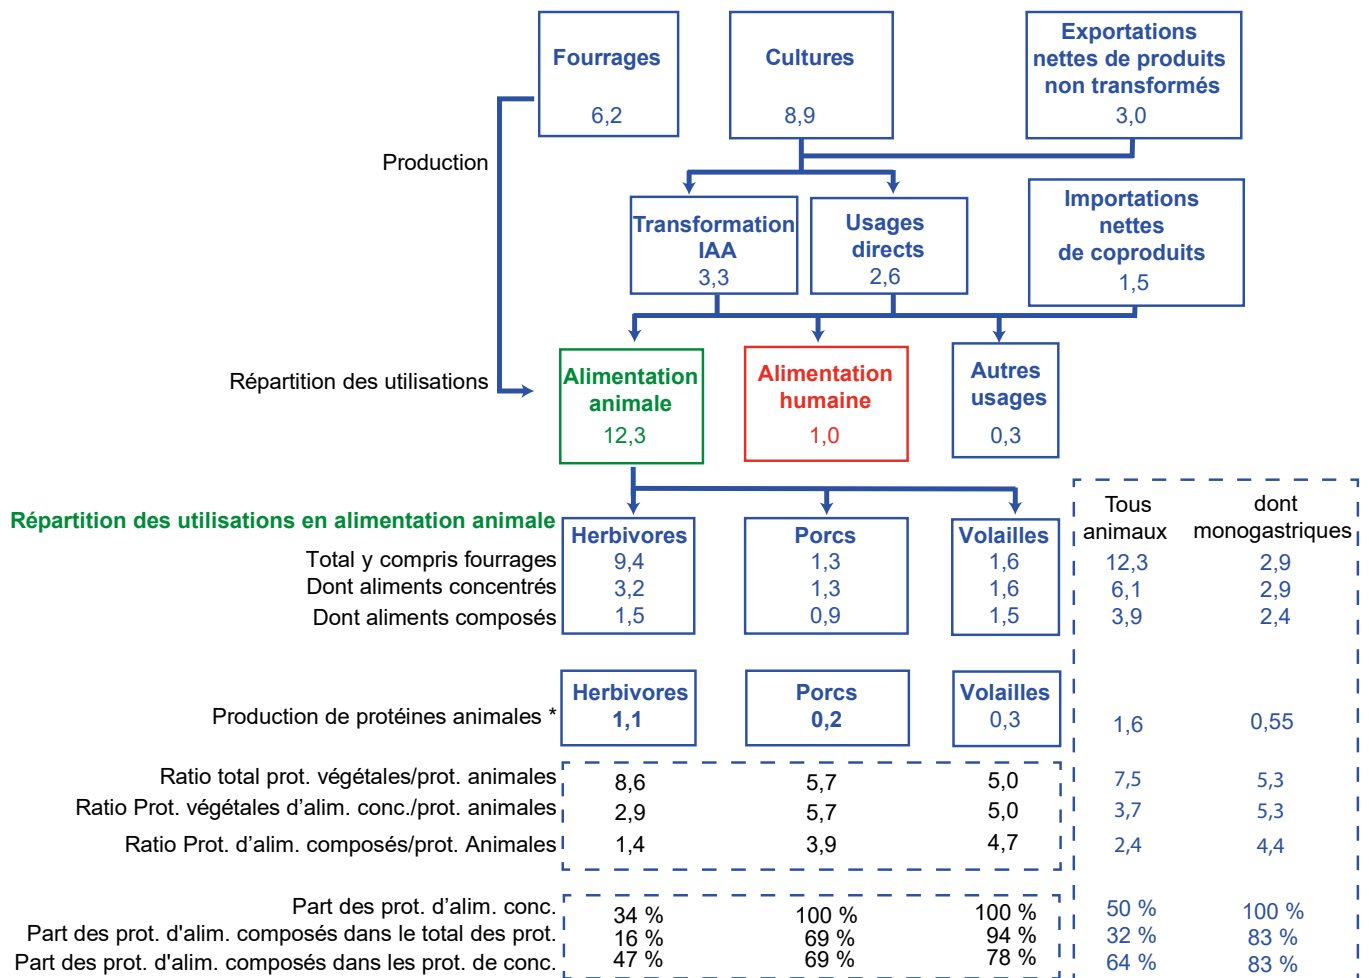 Fourrages
6,2
Cultures
8,9
Exportations
nettes de produits
non transformés
3,0
Production
Transformation
IAA
3,3
Usages
directs
2,6
Importations
nettes
de coproduits
1,5
Répartition des utilisations
Alimentation
animale
12,3
Alimentation
humaine
1,0
Autres
usages
0,3
Tous
animaux
dont
monogastriques
Répartition des utilisations en alimentation animale
Herbivores Porcs Volailles
Total y compris fourrages 9,4 1,3 1,6 12,3 2,9
Dont aliments concentrés 3,2 1,3 1,6 6,1 2,9
Dont aliments composés 1,5 0,9 1,5 3,9 2,4
Herbivores Porcs Volailles
Production de protéines animales * 1,1 0,2 0,3 1,6 0,55
Ratio total prot. végétales/prot. animales 8,6 5,7 5,0 7,5 5,3
Ratio Prot. végétales d’alim. conc./prot. animales 2,9 5,7 5,0 3,7 5,3
Ratio Prot. d’alim. composés/prot. Animales 1,4 3,9 4,7 2,4 4,4
Part des prot. d’alim. conc. 34 % 100 % 100 % 50 % 100 %
Part des prot. d'alim. composés dans le total des prot. 16 % 69 % 94 % 32 % 83 %
Part des prot. d'alim. composés dans les prot. de conc. 47 % 69 % 78 % 64 % 83 %